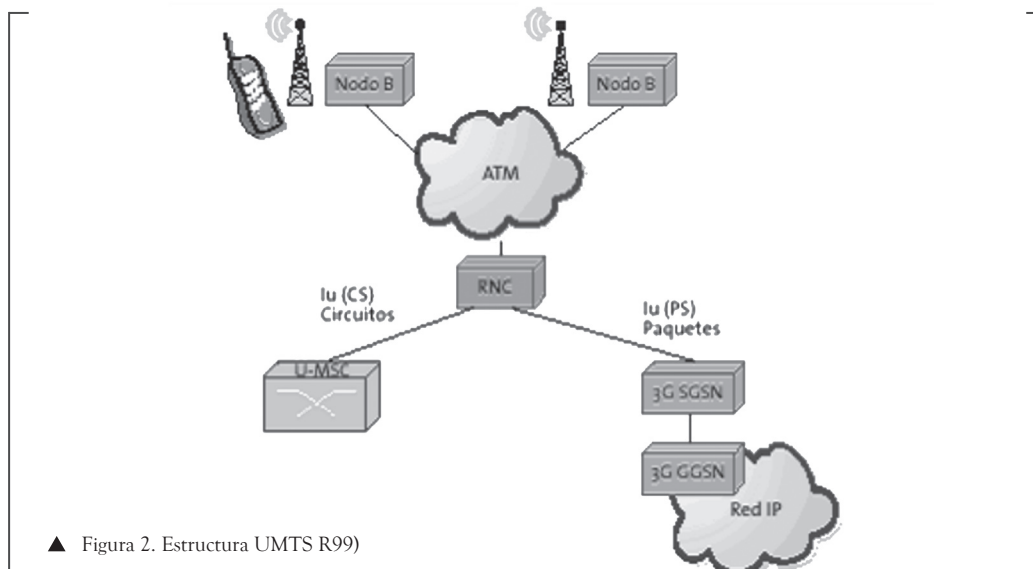 Nodo B
Nodo B
ATM
RNC
Iu (CS)
Circuitos
Iu (PS)
Paquetes
U-MSC
3G SGSN
3G GGSN
Red IP
▲ Figura 2. Estructura UMTS R99)